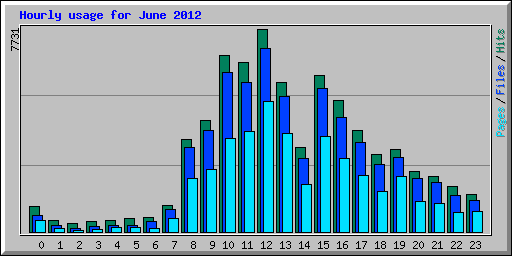 Hourly usage for June 2012
7731
Pages/Files/Hits
0 1 2 3 4 5 6 7 8 9 10 11 12 13 14 15 16 17 18 19 20 21 22 23